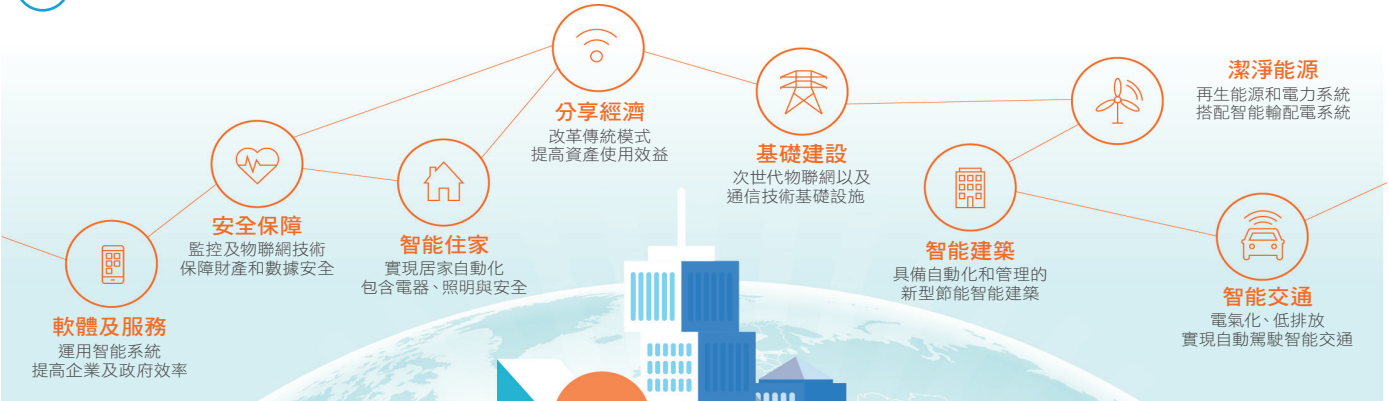 軟體及服務
運用智能系統
提高企業及政府效率
安全保障
監控及物聯網技術
保障財產和數據安全
智能住家
實現居家自動化
包含電器、照明與安全
分享經濟
改革傳統模式
提高資產使用效益
基礎建設
次世代物聯網以及
通信技術基礎設施
智能建築
具備自動化和管理的
新型節能智能建築
潔淨能源
再生能源和電力系統
搭配智能輸配電系統
智能交通
電氣化、低排放
實現自動駕駛智能交通